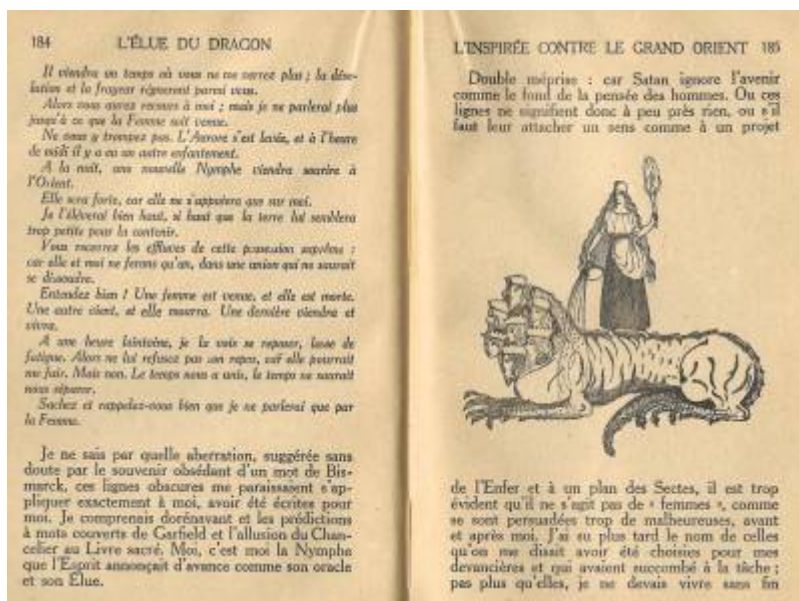 184 L'ÉLUE DU DRAGON
Il viendra un temps où vous ne me verrez plus ; la déso-
lation et la frayeur régneront parmi vous.
Alors vous aurez recours à moi ; mais je ne parlerai plus
jusqu'à ce que la Femme soit venue.
Ne vous y trompez pas. L'Aurore s'est levée, et à l'heure
de midi il y a eu un autre enfantement.
A la nuit, une nouvelle Nymphe viendra sourire à
l'Orient.
Elle sera forte, car elle ne s'appuiera que sur moi.
Je l'élèverai bien haut, si haut que la terre lui semblera
trop petite pour la contenir.
Vous recevrez les effluves de cette possession suprême :
car elle et moi ne ferons qu'un, dans une union qui ne saurait
se dissoudre.
Entendez bien ! Une femme est venue, et elle est morte.
Une autre vient, et elle mourra. Une dernière viendra et
vivra.
A une heure lointaine, je la vois se reposer, lasse de
fatigue. Alors ne lui refusez pas son repas, car elle pourrait
me fuir. Mais non. Le temps nous a unis, le temps ne saurait
nous séparer.
Sachez et rappelez-vous bien que je ne parlerai que par
la Femme.
Je ne sais par quelle aberration, suggérée sans
doute par le souvenir obsédant d'un mot de Bis-
marck, ces lignes obscures me paraissaient s'ap-
pliquer exactement à moi, avoir été écrites pour
moi. Je comprenais dorénavant et les prédictions
à mots couverts de Garfield et l'allusion du Chan-
celier au Livre sacré. Moi, c'est moi la Nymphe
que l'Esprit annonçait d'avance comme son oracle
et son Élue.
L'INSPIRÉE CONTRE LE GRAND ORIENT 185
Double méprise : car Satan ignore l'avenir
comme le fond de la pensée des hommes. Ou ces
lignes ne signifient donc à peu près rien, ou s'il
faut leur attacher un sens comme à un projet
de l'Enfer et à un plan des Sectes, il est trop
évident qu'il ne s'agit pas de « femmes », comme
se sont persuadées trop de malheureuses, avant
et après moi. J'ai su plus tard le nom de celles
qu'on me disait avoir été choisies pour mes
devancières et qui avaient succombé à la tâche ;
pas plus qu'elles, je ne devais vivre sans fin